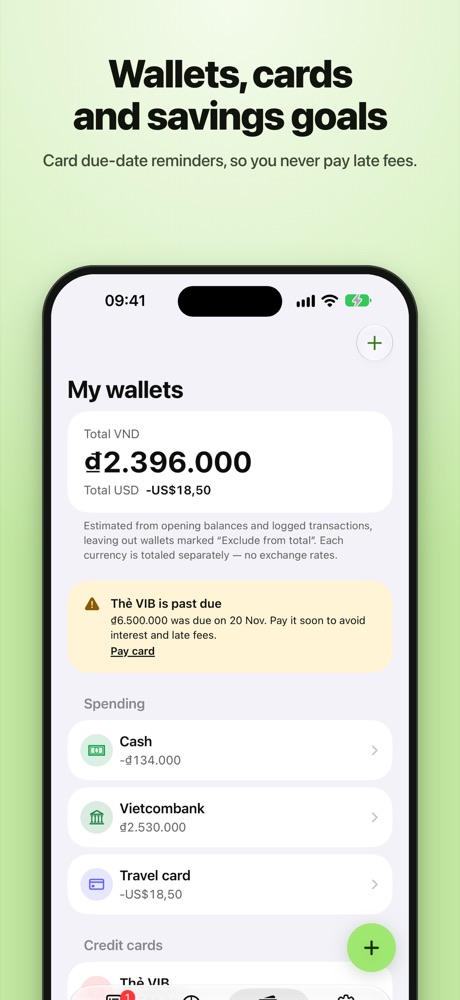 Wallets, cards
and savings goals
Card due-date reminders, so you never pay late fees.
09:41
My wallets
Total VND
₫2.396.000
Total USD -US$18,50
Estimated from opening balances and logged transactions,
leaving out wallets marked “Exclude from total”. Each
currency is totaled separately — no exchange rates.
Thẻ VIB is past due
₫6.500.000 was due on 20 Nov. Pay it soon to avoid
interest and late fees.
Pay card
Spending
Cash
-₫134.000
Vietcombank
₫2.530.000
Travel card
-US$18,50
Credit cards
Thẻ VIB
1